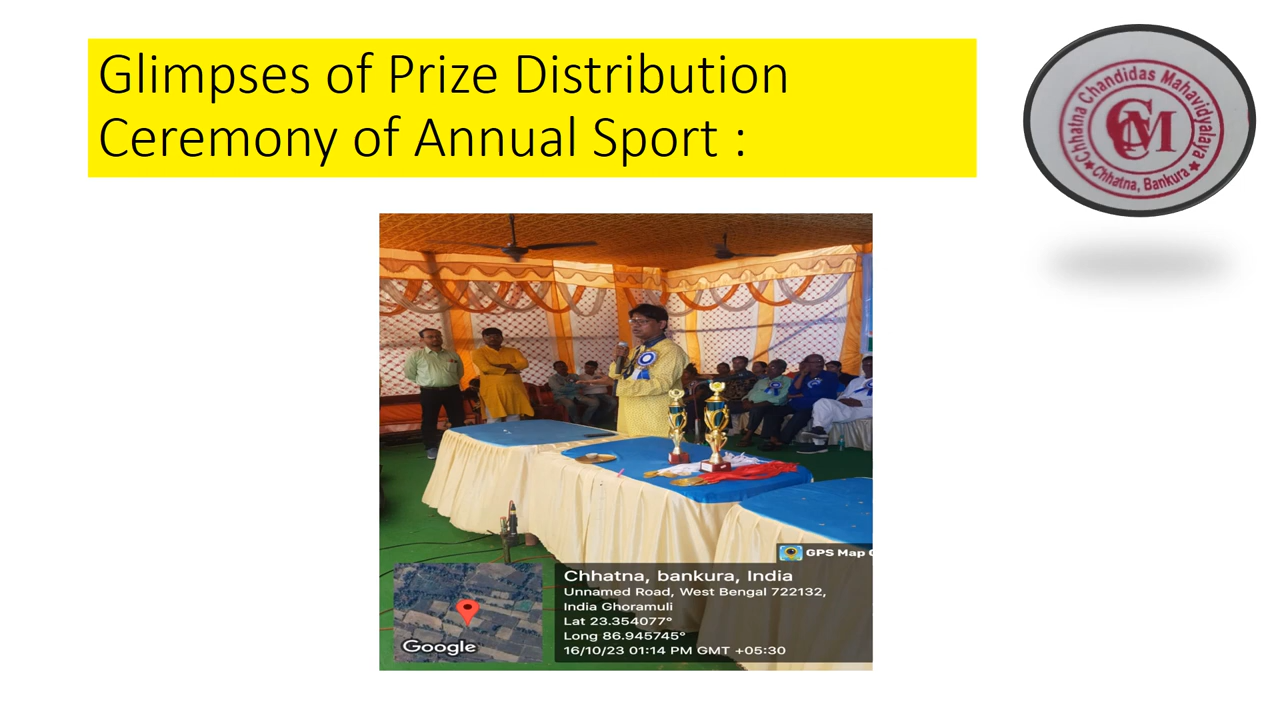 Glimpses of Prize Distribution
Ceremony of Annual Sport :
Chhatna Chandidas Mahavidyalaya
CCM
★ Chhatna, Bankura ★
GPS Map
Chhatna, bankura, India
Unnamed Road, West Bengal 722132,
India Ghoramuli
Lat 23.354077°
Long 86.945745°
16/10/23 01:14 PM GMT +05:30
Google